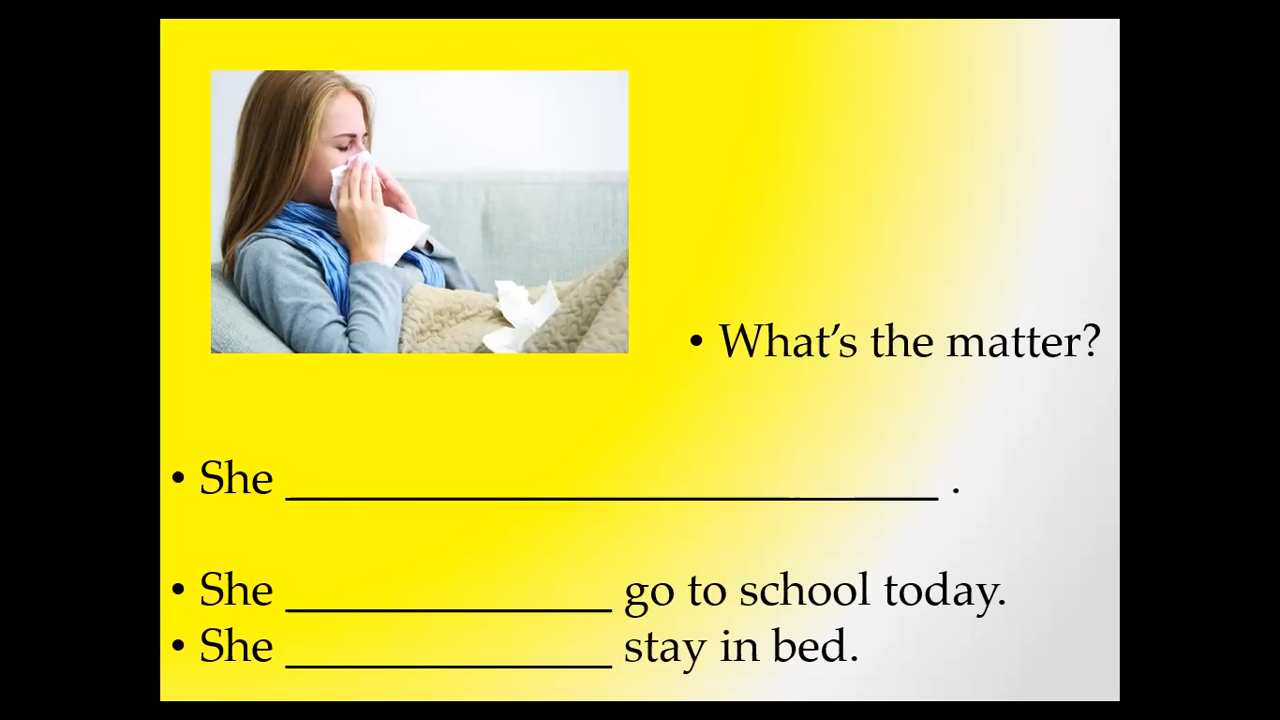 • What’s the matter?
• She ______________________________ .
• She _______________ go to school today.
• She _______________ stay in bed.